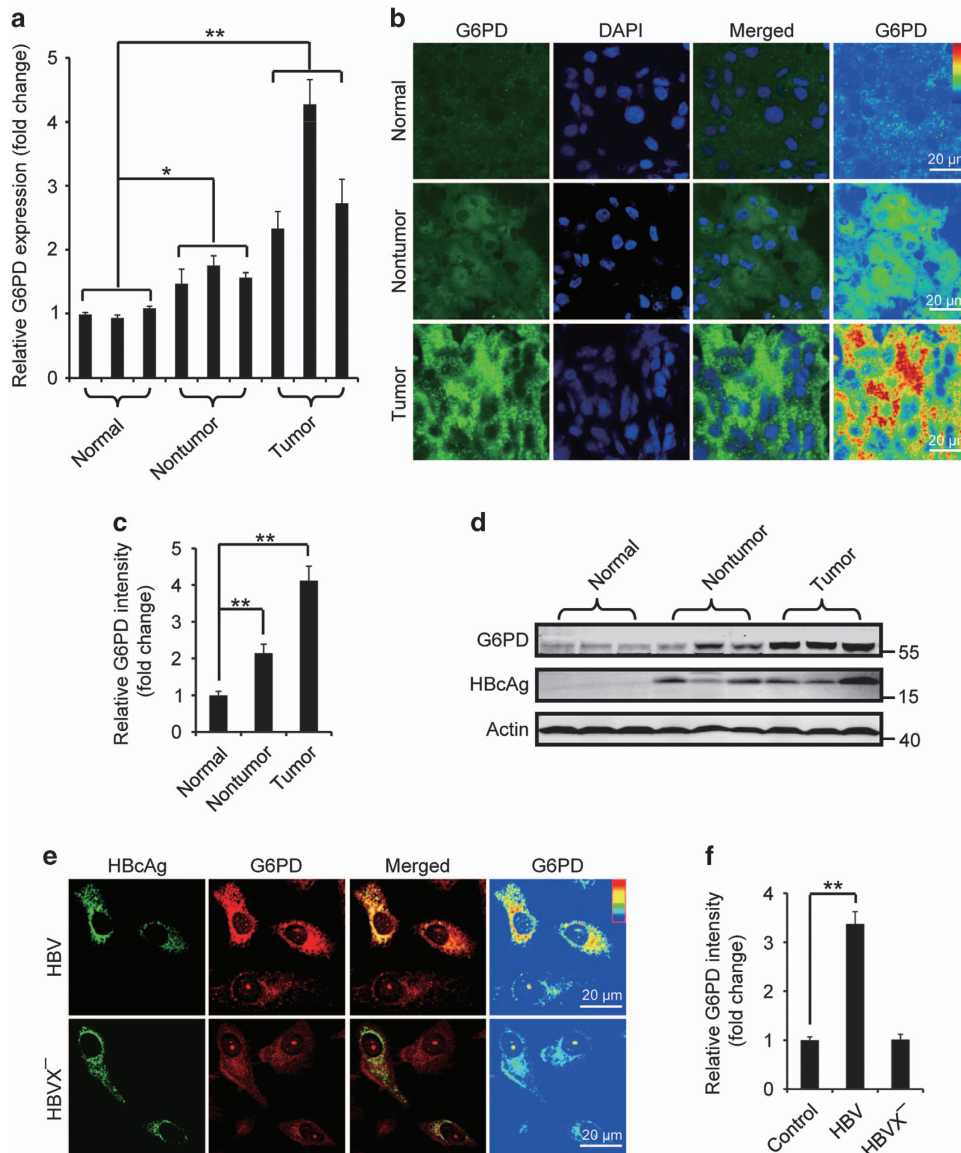 a
Relative G6PD expression (fold change)
5
4
3
2
1
0
**
*
Normal
Nontumor
Tumor
b
G6PD DAPI Merged G6PD
Normal
20 µm
Nontumor
20 µm
Tumor
20 µm
c
Relative G6PD intensity
(fold change)
5
4
3
2
1
0
**
**
Normal
Nontumor
Tumor
d
Normal
Nontumor
Tumor
G6PD
55
HBcAg
15
Actin
40
e
HBcAg G6PD Merged G6PD
HBV
20 µm
HBVX⁻
20 µm
f
Relative G6PD intensity
(fold change)
4
3
2
1
0
**
Control
HBV
HBVX⁻